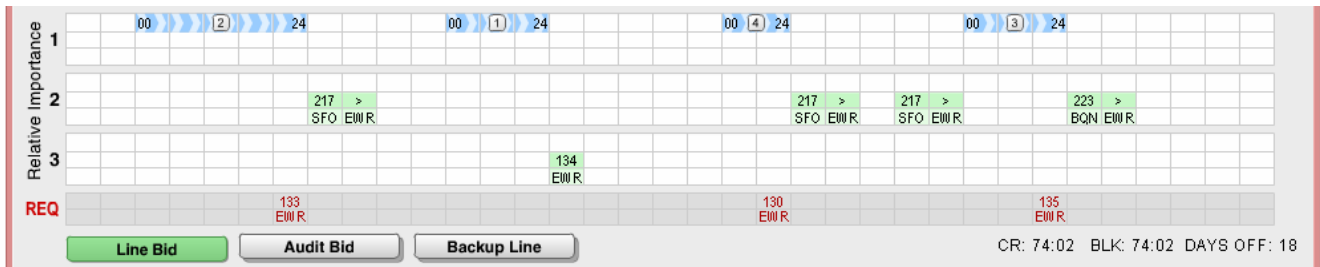 Relative Importance
1
00 2 24 00 1 24 00 4 24 00 3 24
2
217 > 217 > 217 > 223 >
SFO EWR SFO EWR SFO EWR BQN EWR
3
134
EWR
REQ
133 130 135
EWR EWR EWR
Line Bid Audit Bid Backup Line CR: 74:02 BLK: 74:02 DAYS OFF: 18